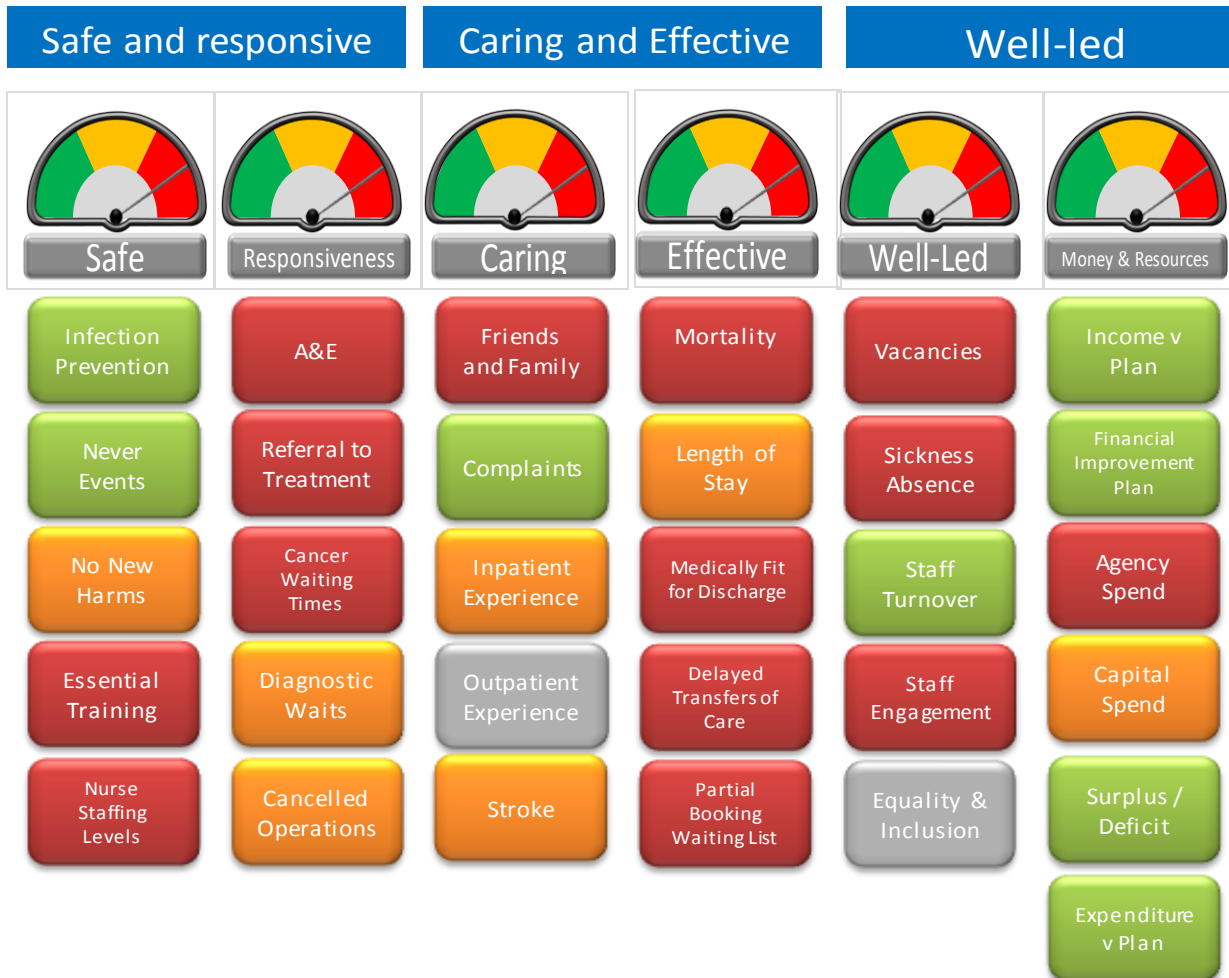 Safe and responsive
Caring and Effective
Well-led
Safe
Responsiveness
Caring
Effective
Well-Led
Money & Resources
Infection
Prevention
Never
Events
No New
Harms
Essential
Training
Nurse
Staffing
Levels
A&E
Referral to
Treatment
Cancer
Waiting
Times
Diagnostic
Waits
Cancelled
Operations
Friends
and Family
Complaints
Inpatient
Experience
Outpatient
Experience
Stroke
Mortality
Length of
Stay
Medically Fit
for Discharge
Delayed
Transfers of
Care
Partial
Booking
Waiting List
Vacancies
Sickness
Absence
Staff
Turnover
Staff
Engagement
Equality &
Inclusion
Income v
Plan
Financial
Improvement
Plan
Agency
Spend
Capital
Spend
Surplus /
Deficit
Expenditure
v Plan